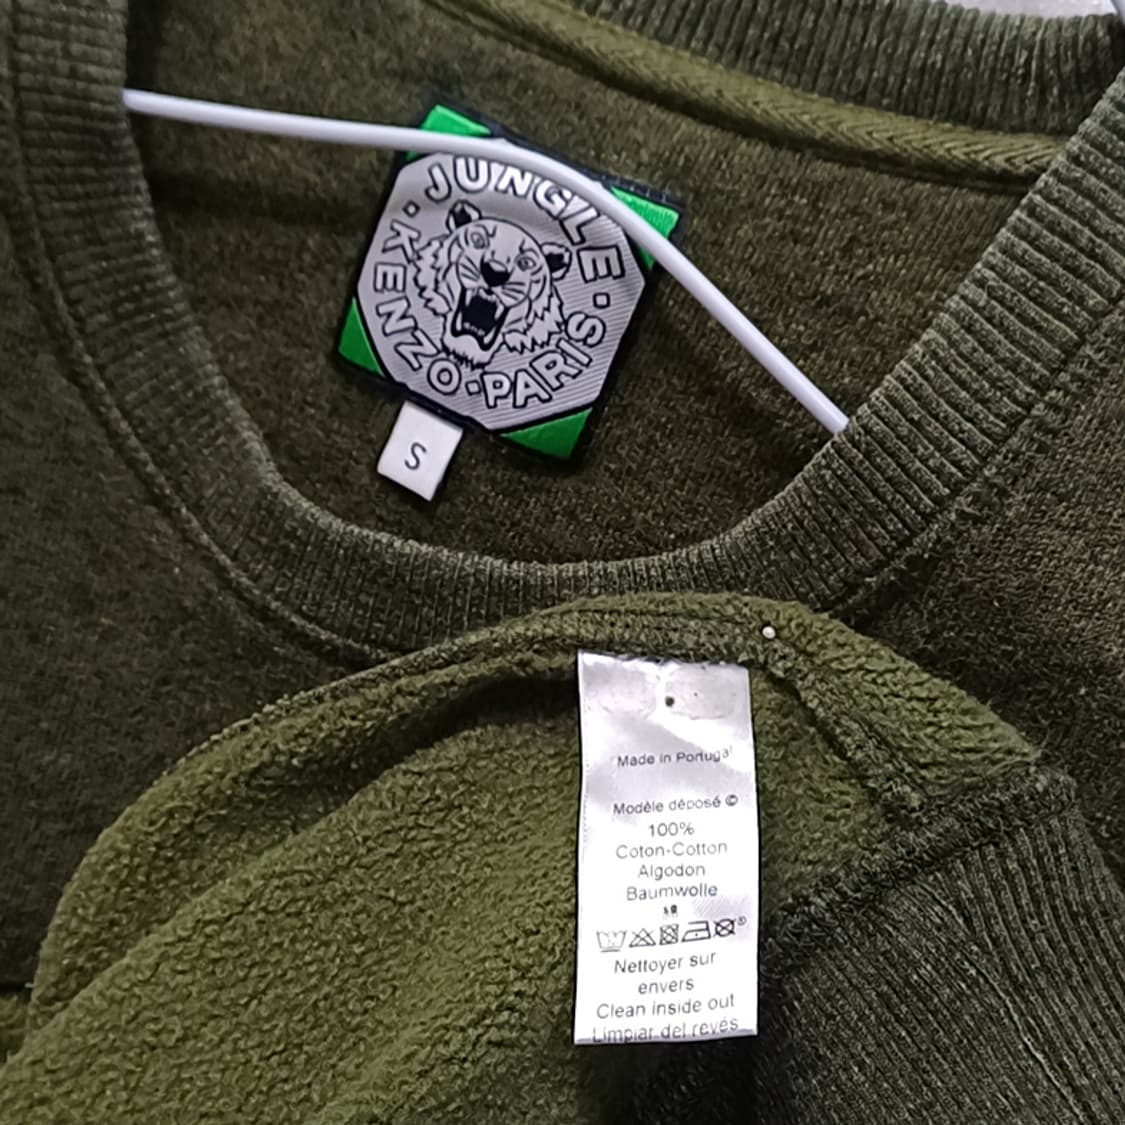 JUNGLE
· KENZO · PARIS ·
S
Made in Portugal
Modèle déposé ©
100%
Coton-Cotton
Algodon
Baumwolle
Nettoyer sur
envers
Clean inside out
Limpiar del revés